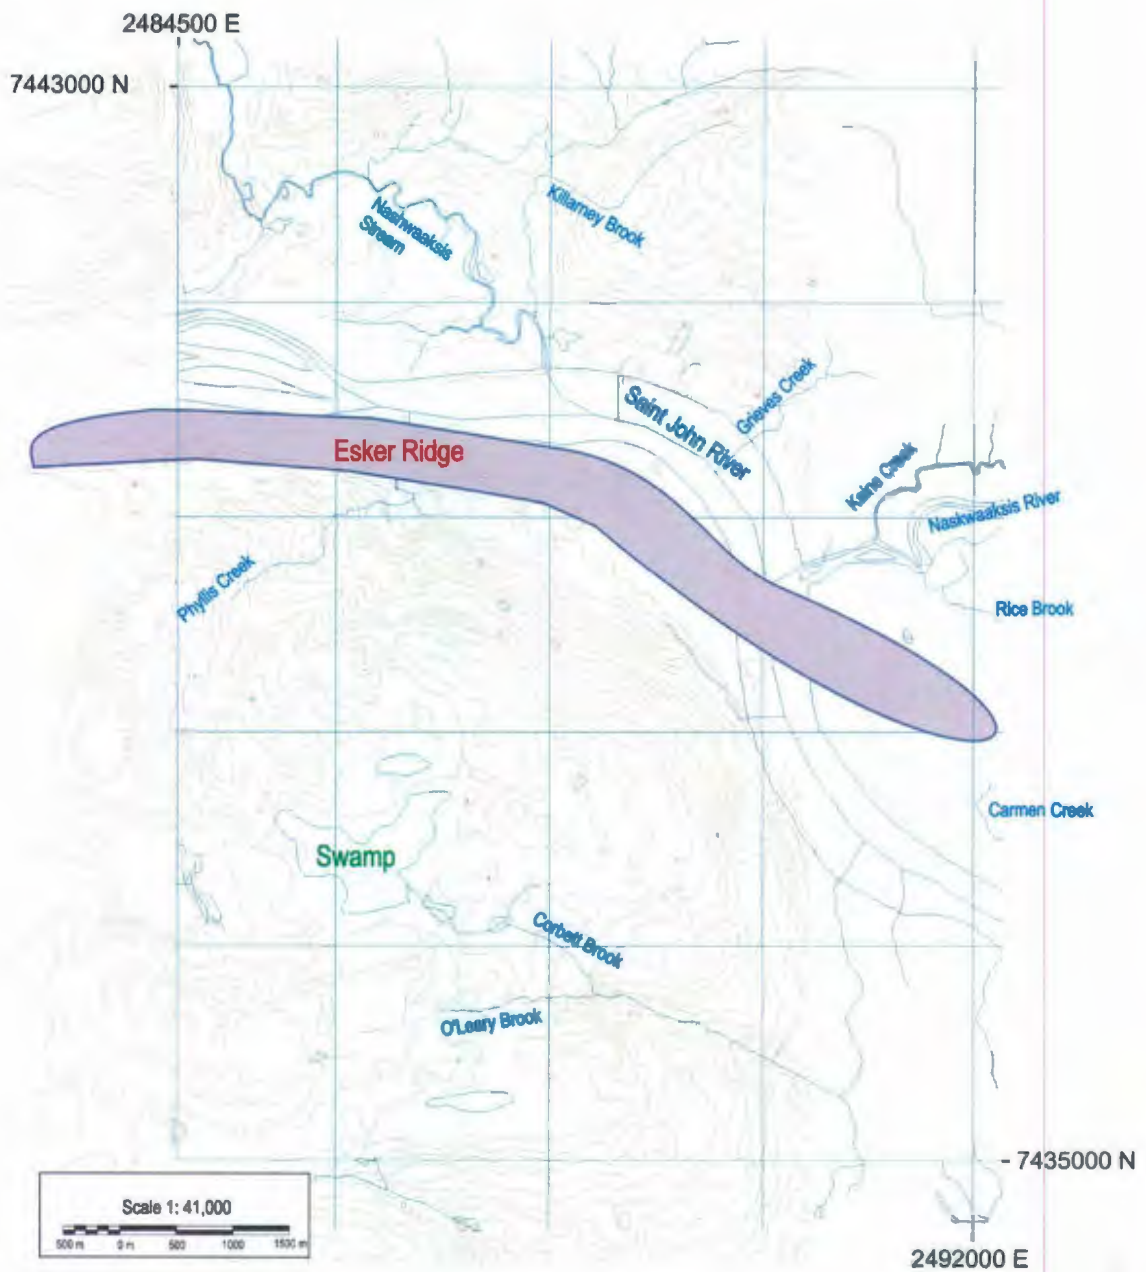 2484500 E
7443000 N
Killarney Brook
Nashwaaksis
Stream
Grieves Creek
Saint John River
Esker Ridge
Kaine Creek
Naskwaaksis River
Phyllis Creek
Rice Brook
Carmen Creek
Swamp
Corbett Brook
O'Leary Brook
- 7435000 N
Scale 1: 41,000
500 m 0 m 500 1000 1500 m
2492000 E